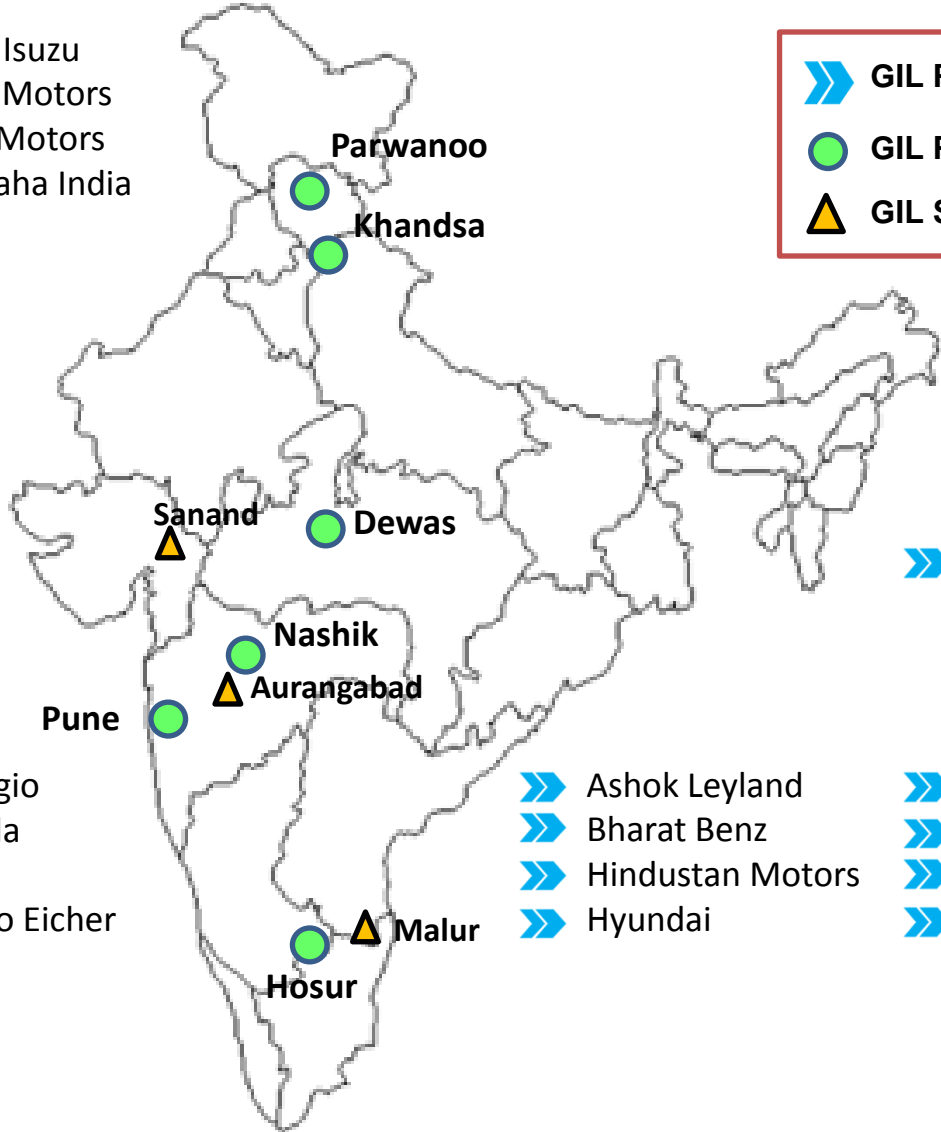 Isuzu
Motors
Motors
aha India
GIL
GIL
GIL
Parwanoo
Khandsa
Sanand
Dewas
Nashik
Aurangabad
Pune
gio
la
o Eicher
Ashok Leyland
Bharat Benz
Hindustan Motors
Hyundai
Malur
Hosur